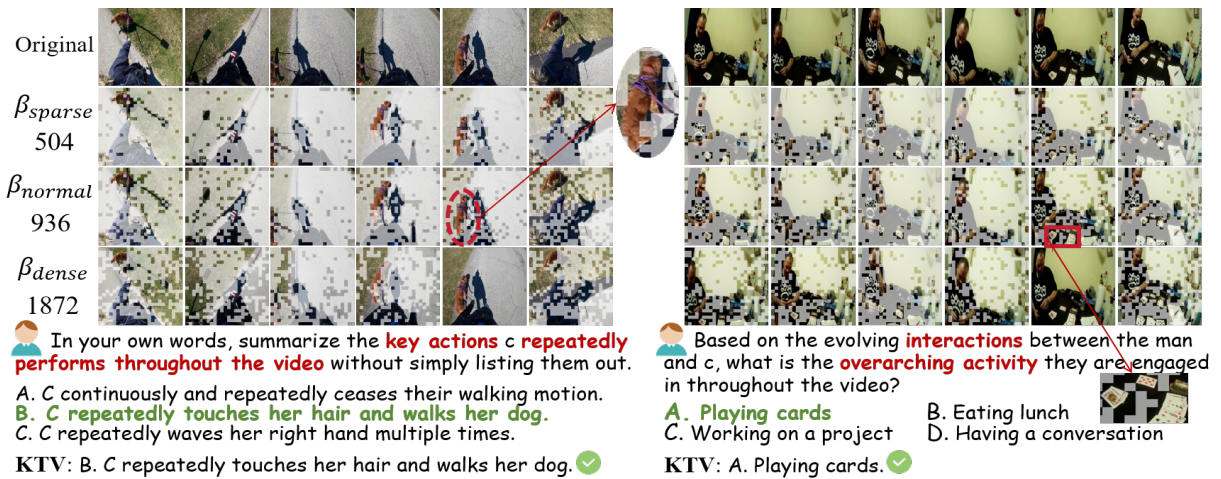 Original
βsparse
504
βnormal
936
βdense
1872
In your own words, summarize the key actions c repeatedly
performs throughout the video without simply listing them out.
A. C continuously and repeatedly ceases their walking motion.
B. C repeatedly touches her hair and walks her dog.
C. C repeatedly waves her right hand multiple times.
KTV: B. C repeatedly touches her hair and walks her dog.
Based on the evolving interactions between the man
and c, what is the overarching activity they are engaged
in throughout the video?
A. Playing cards
B. Eating lunch
C. Working on a project
D. Having a conversation
KTV: A. Playing cards.